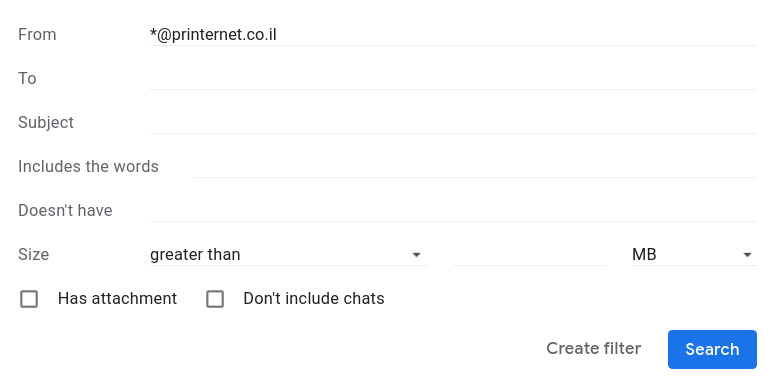 From *@printernet.co.il
To
Subject
Includes the words
Doesn't have
Size greater than MB
Has attachment Don't include chats
Create filter Search